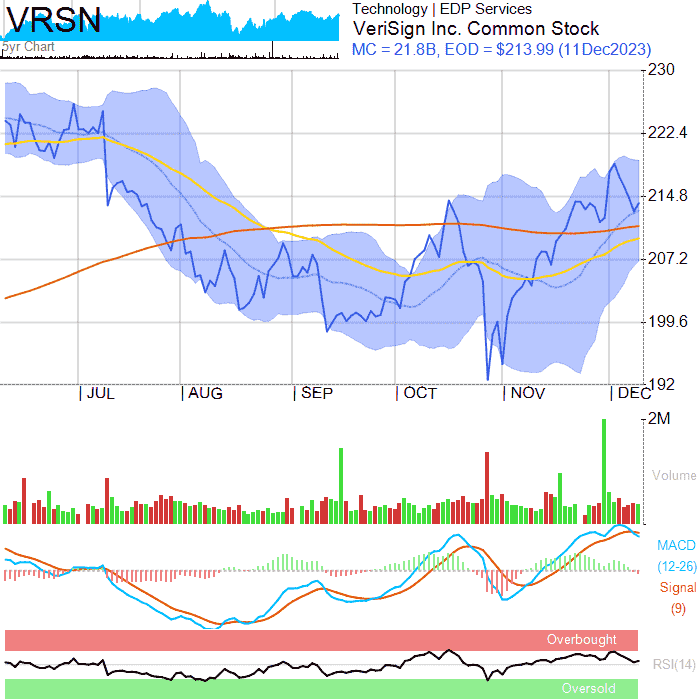 VRSN
5yr Chart
Technology | EDP Services
VeriSign Inc. Common Stock
MC = 21.8B, EOD = $213.99 (11Dec2023)
230
222.4
214.8
207.2
199.6
192
JUL AUG SEP OCT NOV DEC
2M
Volume
MACD
(12-26)
Signal
(9)
Overbought
RSI(14)
Oversold